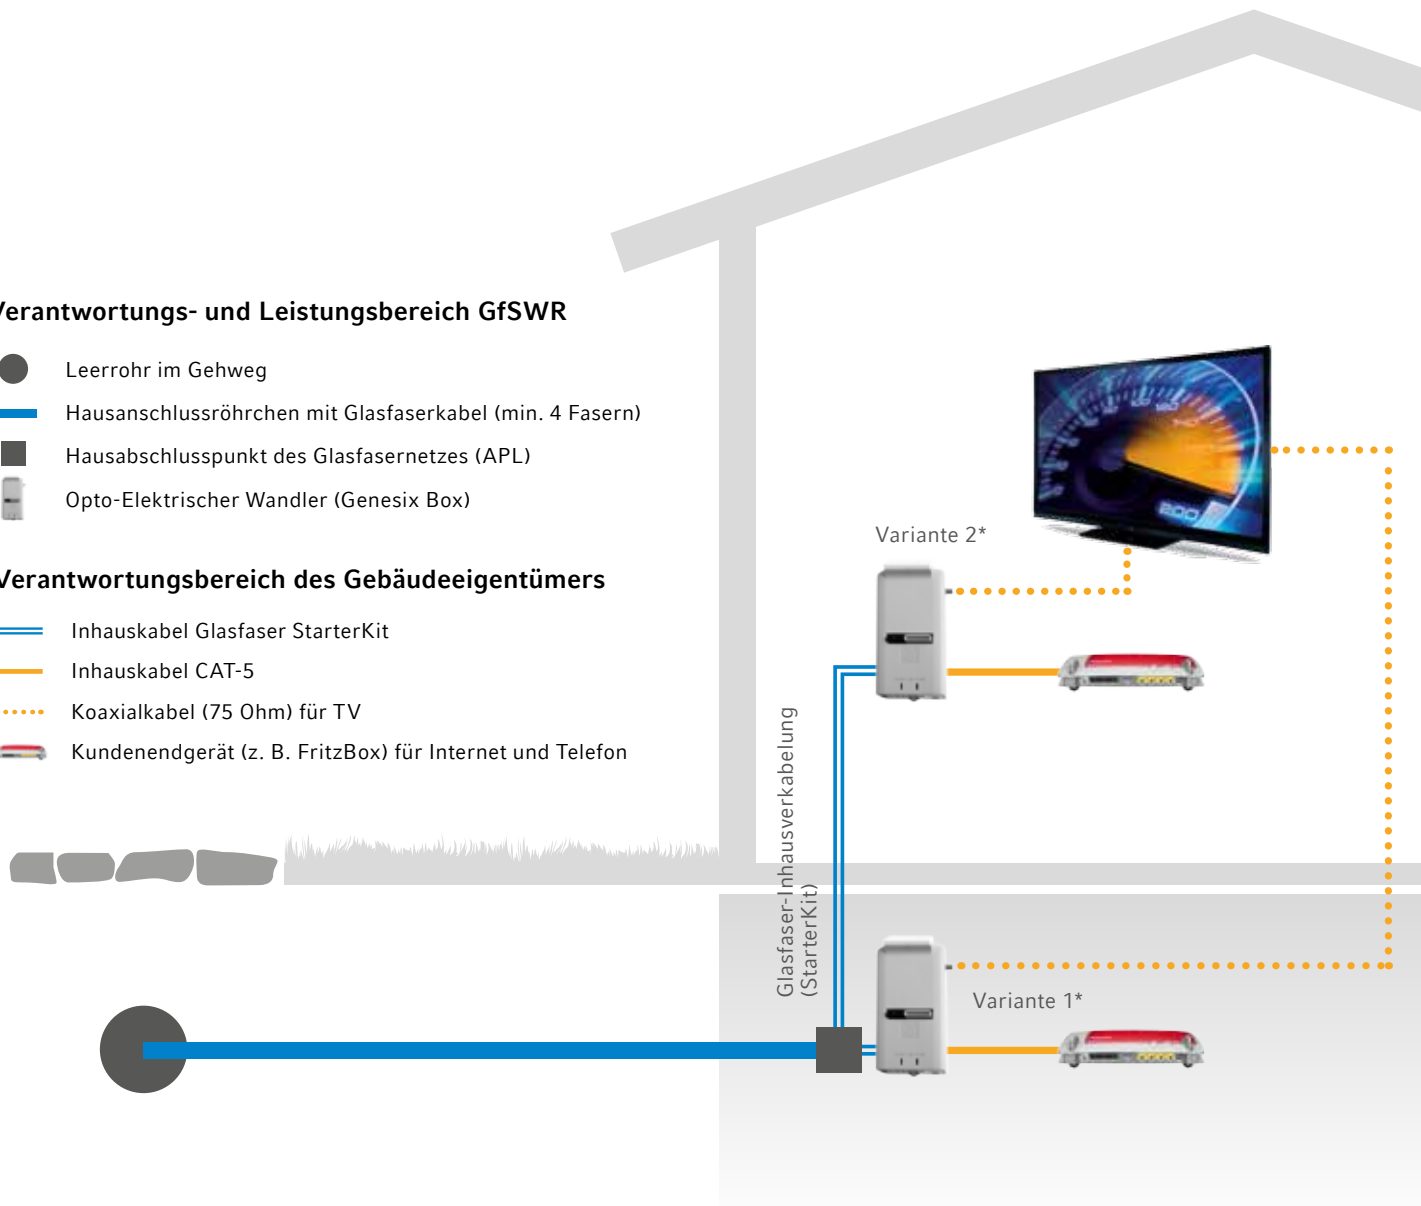 Verantwortungs- und Leistungsbereich GfSWR
Leerrohr im Gehweg
Hausanschlussröhrchen mit Glasfaserkabel (min. 4 Fasern)
Hausabschlusspunkt des Glasfasernetzes (APL)
Opto-Elektrischer Wandler (Genesix Box)
Verantwortungsbereich des Gebäudeeigentümers
Inhauskabel Glasfaser StarterKit
Inhauskabel CAT-5
Koaxialkabel (75 Ohm) für TV
Kundenendgerät (z. B. FritzBox) für Internet und Telefon
Variante 2*
Glasfaser-Inhausverkabelung
(StarterKit)
Variante 1*
200